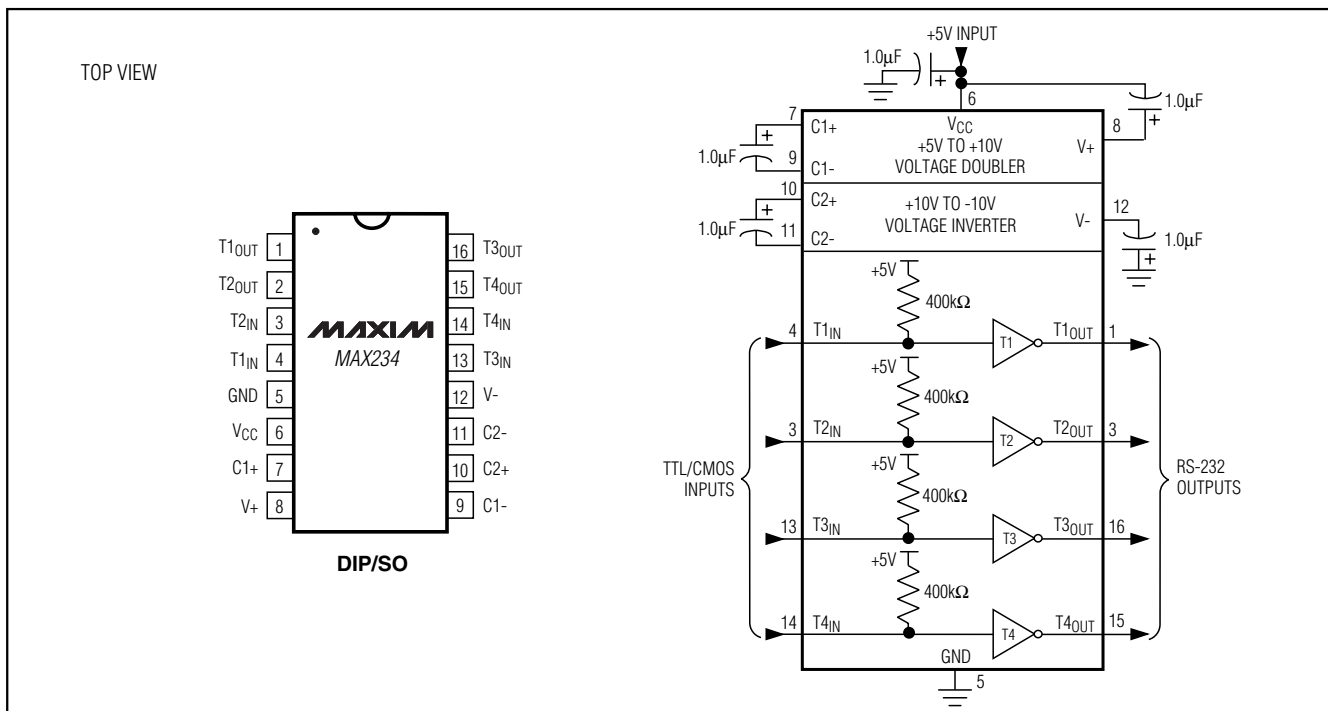 TOP VIEW
T1OUT 1
T2OUT 2
T2IN 3
T1IN 4
GND 5
VCC 6
C1+ 7
V+ 8
MAXIM
MAX234
16 T3OUT
15 T4OUT
14 T4IN
13 T3IN
12 V-
11 C2-
10 C2+
9 C1-
DIP/SO
+5V INPUT
1.0µF
+
6
1.0µF
+
7
C1+
+
1.0µF
9
C1-
VCC
+5V TO +10V
VOLTAGE DOUBLER
8
V+
10
C2+
+
1.0µF
11
C2-
+10V TO -10V
VOLTAGE INVERTER
12
V-
1.0µF
+
+5V
400kΩ
4 T1IN
T1
T1OUT 1
+5V
400kΩ
3 T2IN
T2
T2OUT 3
+5V
400kΩ
13 T3IN
T3
T3OUT 16
+5V
400kΩ
14 T4IN
T4
T4OUT 15
TTL/CMOS
INPUTS
RS-232
OUTPUTS
GND
5